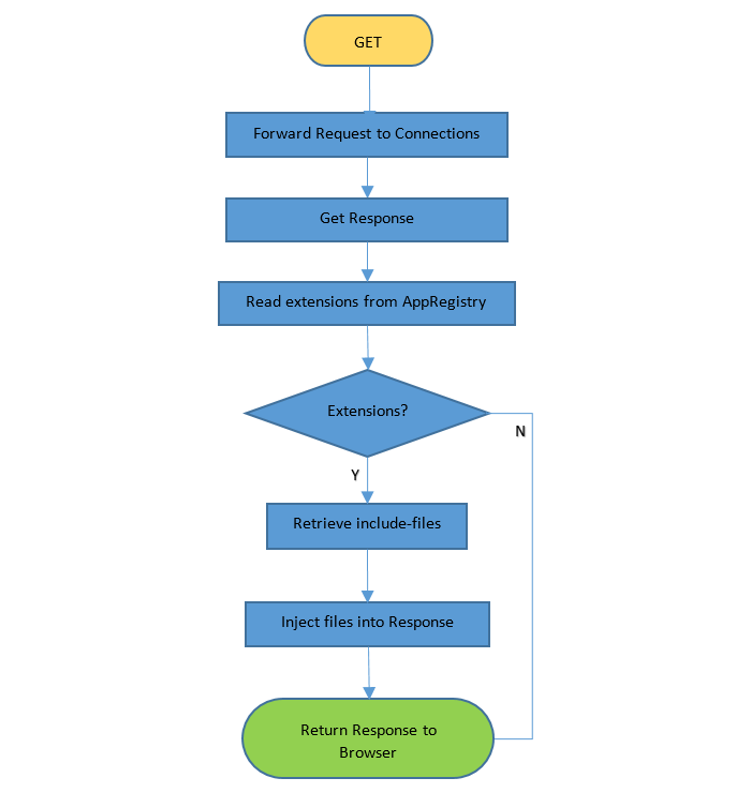 GET
Forward Request to Connections
Get Response
Read extensions from AppRegistry
Extensions?
N
Y
Retrieve include-files
Inject files into Response
Return Response to
Browser